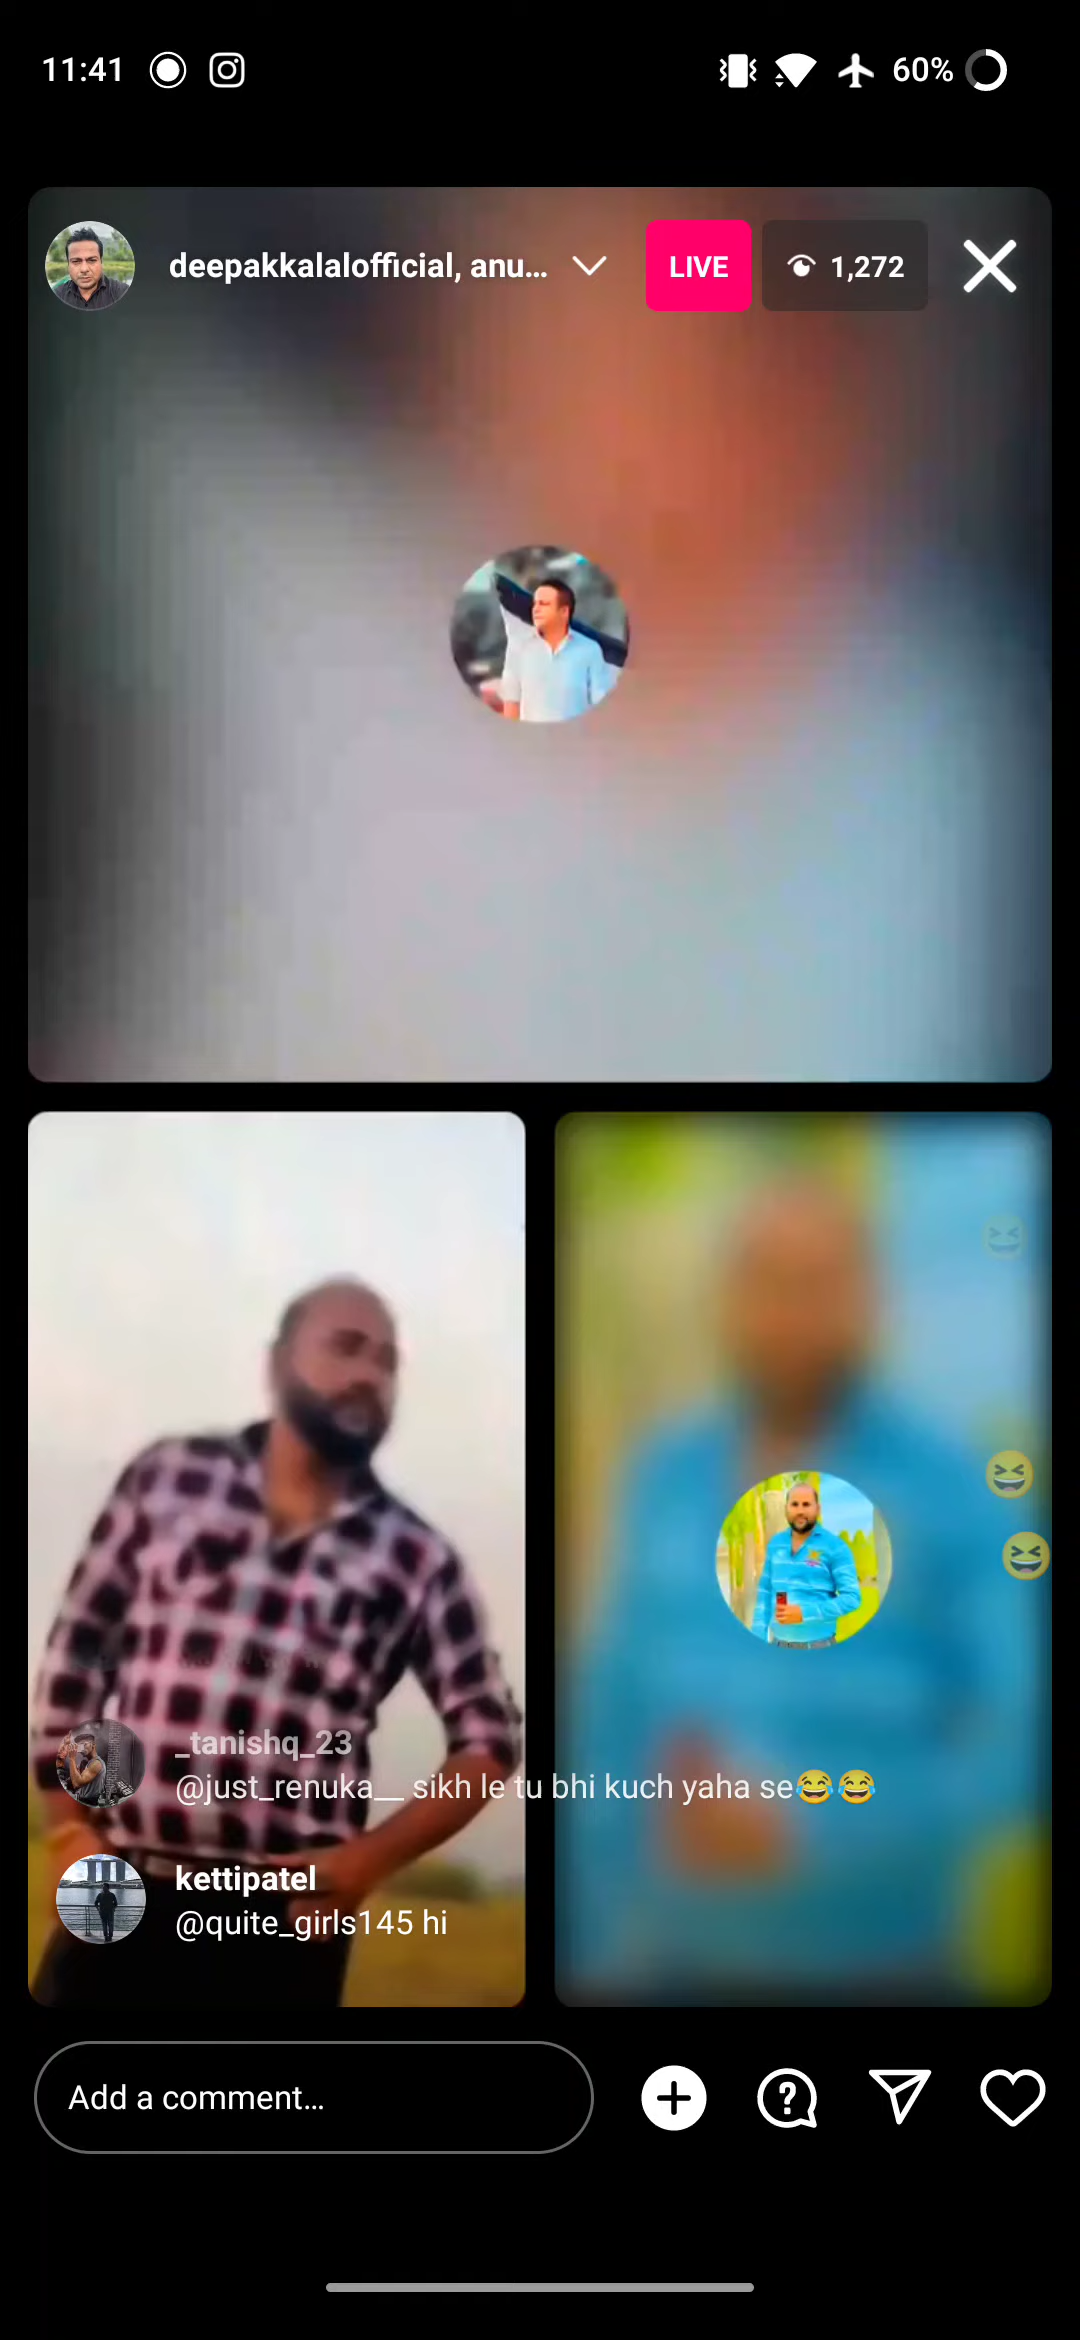 11:41
60%
deepakkalalofficial, anu...
LIVE
1,272
_tanishq_23
@just_renuka__ sikh le tu bhi kuch yaha se😂😂
kettipatel
@quite_girls145 hi
Add a comment...